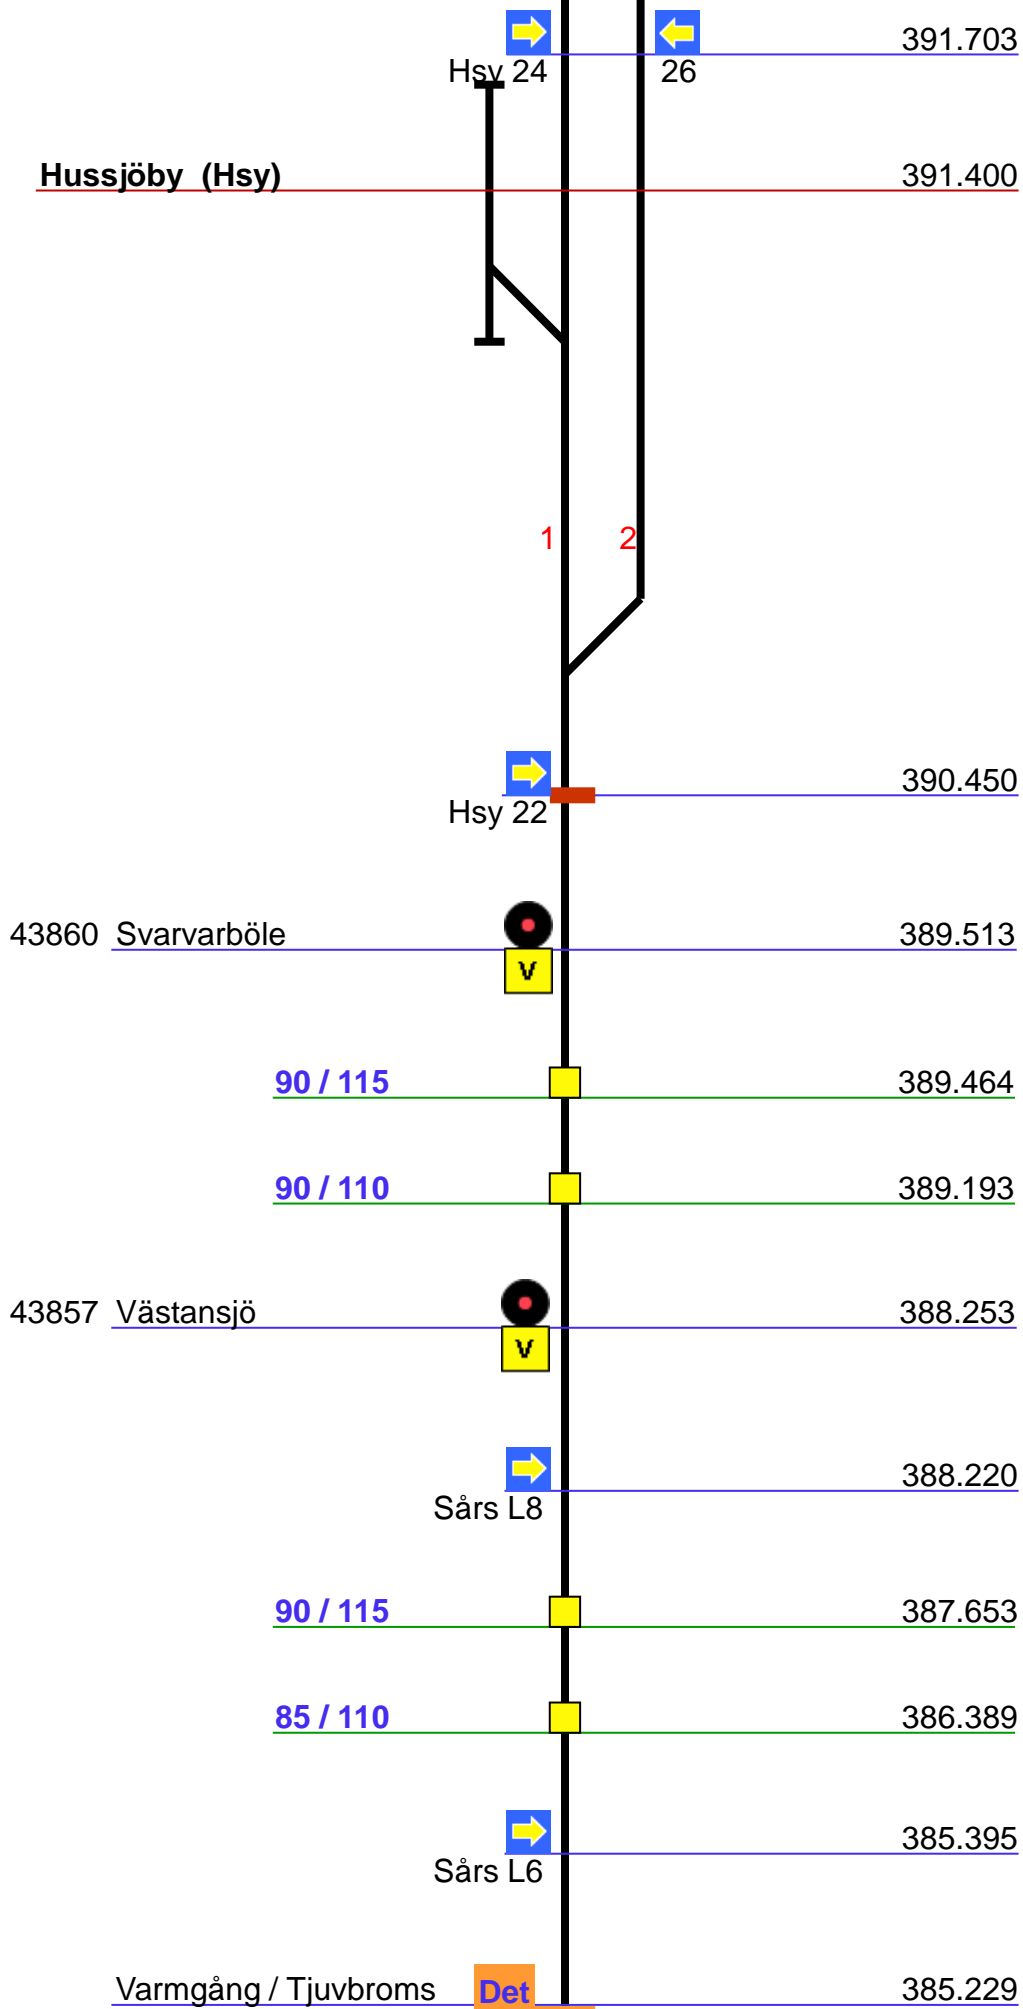 391.703
Hsy 24 26
Hussjöby (Hsy) 391.400
1 2
390.450
Hsy 22
43860 Svarvarböle 389.513
V
90 / 115 389.464
90 / 110 389.193
43857 Västansjö 388.253
V
388.220
Sårs L8
90 / 115 387.653
85 / 110 386.389
385.395
Sårs L6
Varmgång / Tjuvbroms Det 385.229